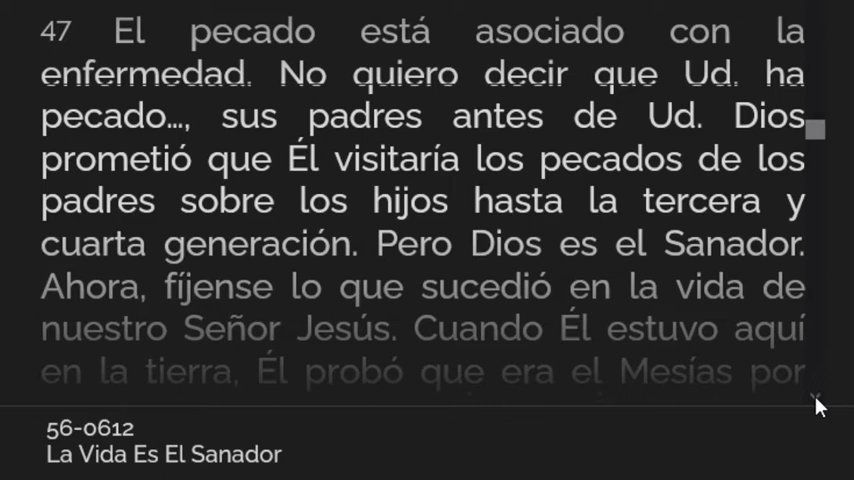 47 El pecado está asociado con la
enfermedad. No quiero decir que Ud. ha
pecado..., sus padres antes de Ud. Dios
prometió que Él visitaría los pecados de los
padres sobre los hijos hasta la tercera y
cuarta generación. Pero Dios es el Sanador.
Ahora, fíjense lo que sucedió en la vida de
nuestro Señor Jesús. Cuando Él estuvo aquí
en la tierra, Él probó que era el Mesías por
56-0612
La Vida Es El Sanador